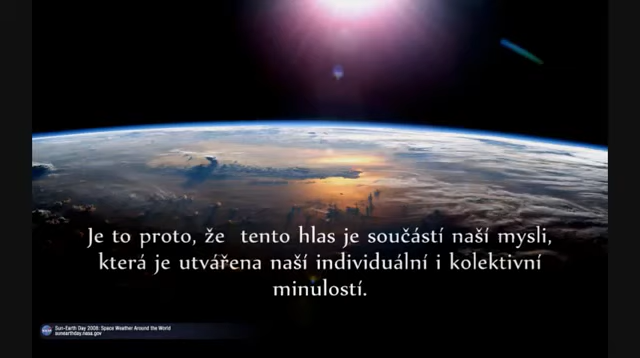 Je to proto, že  tento hlas je součástí naší mysli,
která je utvářena naší individuální i kolektivní
minulostí.
Sun-Earth Day 2008: Space Weather Around the World
sunearthday.nasa.gov